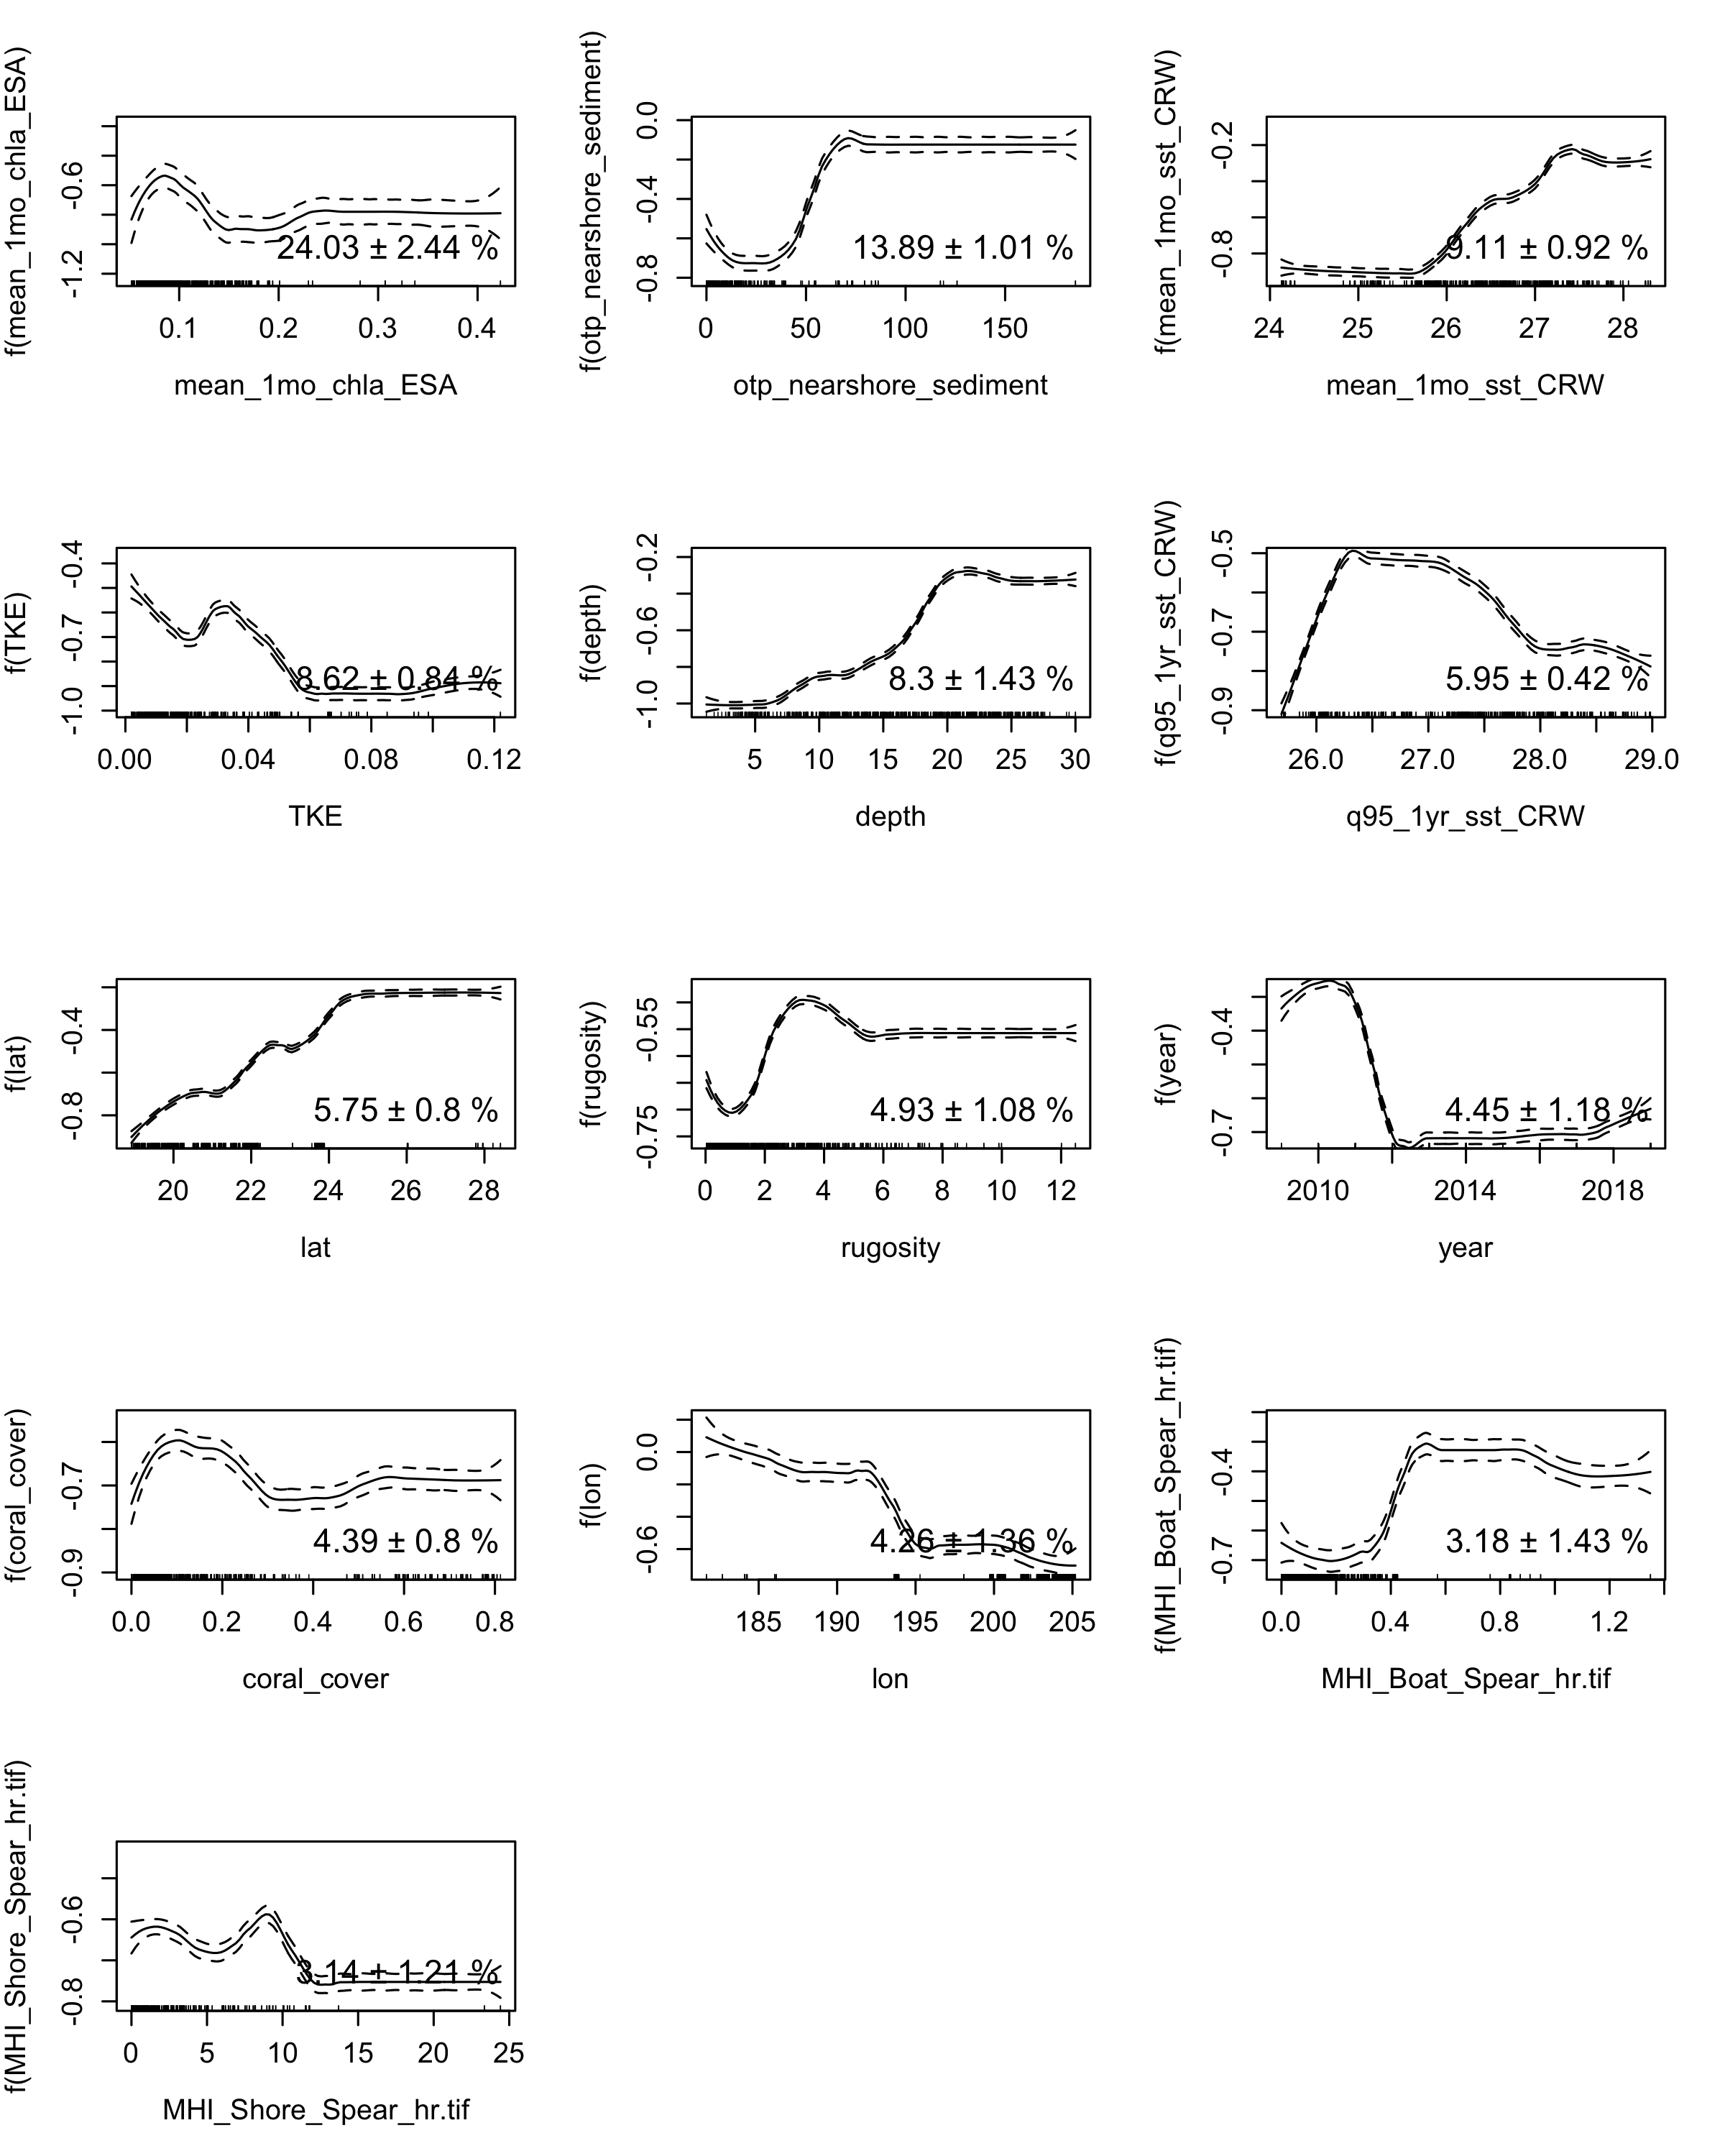 f(mean_1mo_chla_ESA)
-0.6
-1.2
24.03 ± 2.44 %
0.1 0.2 0.3 0.4
mean_1mo_chla_ESA
f(otp_nearshore_sediment)
0.0
-0.4
-0.8
13.89 ± 1.01 %
0 50 100 150
otp_nearshore_sediment
f(mean_1mo_sst_CRW)
-0.2
-0.8
9.11 ± 0.92 %
24 25 26 27 28
mean_1mo_sst_CRW
f(TKE)
-0.4
-0.7
-1.0
8.62 ± 0.84 %
0.00 0.04 0.08 0.12
TKE
f(depth)
-0.2
-0.6
-1.0
8.3 ± 1.43 %
5 10 15 20 25 30
depth
f(q95_1yr_sst_CRW)
-0.5
-0.7
-0.9
5.95 ± 0.42 %
26.0 27.0 28.0 29.0
q95_1yr_sst_CRW
f(lat)
-0.4
-0.8
5.75 ± 0.8 %
20 22 24 26 28
lat
f(rugosity)
-0.55
-0.75
4.93 ± 1.08 %
0 2 4 6 8 10 12
rugosity
f(year)
-0.4
-0.7
4.45 ± 1.18 %
2010 2014 2018
year
f(coral_cover)
-0.7
-0.9
4.39 ± 0.8 %
0.0 0.2 0.4 0.6 0.8
coral_cover
f(lon)
0.0
-0.6
4.26 ± 1.36 %
185 190 195 200 205
lon
f(MHI_Boat_Spear_hr.tif)
-0.4
-0.7
3.18 ± 1.43 %
0.0 0.4 0.8 1.2
MHI_Boat_Spear_hr.tif
f(MHI_Shore_Spear_hr.tif)
-0.6
-0.8
3.14 ± 1.21 %
0 5 10 15 20 25
MHI_Shore_Spear_hr.tif